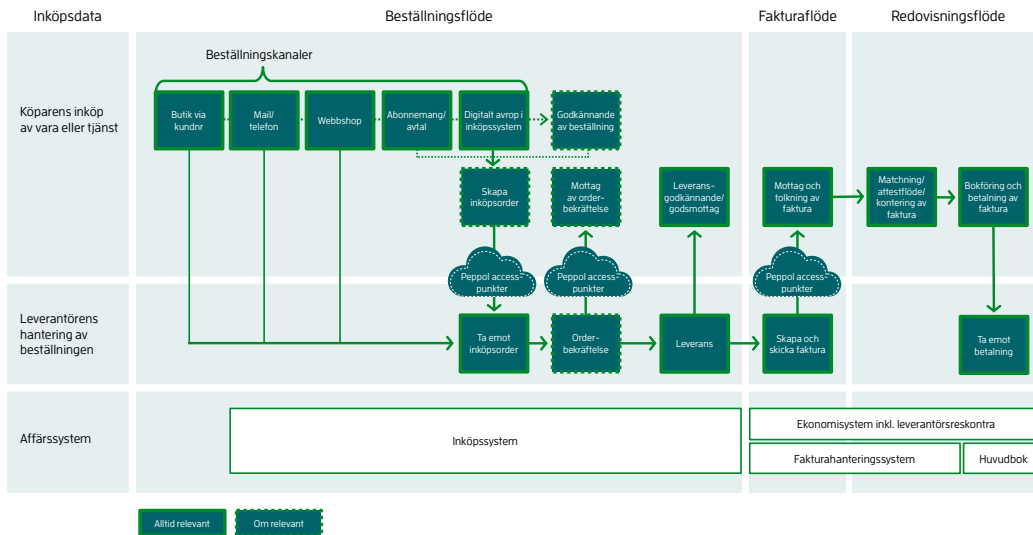 Inköpsdata
Beställningsflöde
Fakturaflöde
Redovisningsflöde
Beställningskanaler
Köparens inköp
av vara eller tjänst
Butik via
kundnr
Mail/
telefon
Webbshop
Abonnemang/
avtal
Digitalt avrop i
inköpssystem
Godkännande
av beställning
Skapa
inköpsorder
Mottag
av order-
bekräftelse
Leverans-
godkännande/
godsmottag
Mottag och
tolkning av
faktura
Matchning/
attestflöde/
kontering av
faktura
Bokföring och
betalning av
faktura
Peppol access-
punkter
Peppol access-
punkter
Peppol access-
punkter
Leverantörens
hantering av
beställningen
Ta emot
inköpsorder
Order-
bekräftelse
Leverans
Skapa och
skicka faktura
Ta emot
betalning
Affärssystem
Inköpssystem
Ekonomisystem inkl. leverantörsreskontra
Fakturahanteringssystem
Huvudbok
Alltid relevant
Om relevant